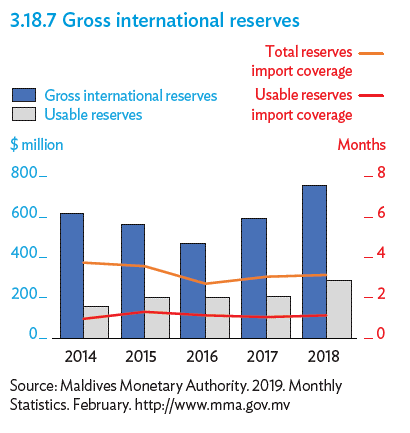 3.18.7 Gross international reserves
Total reserves
import coverage
Gross international reserves
Usable reserves
Usable reserves
import coverage
$ million
Months
800
8
600
6
400
4
200
2
0
0
2014 2015 2016 2017 2018
Source: Maldives Monetary Authority. 2019. Monthly
Statistics. February. http://www.mma.gov.mv